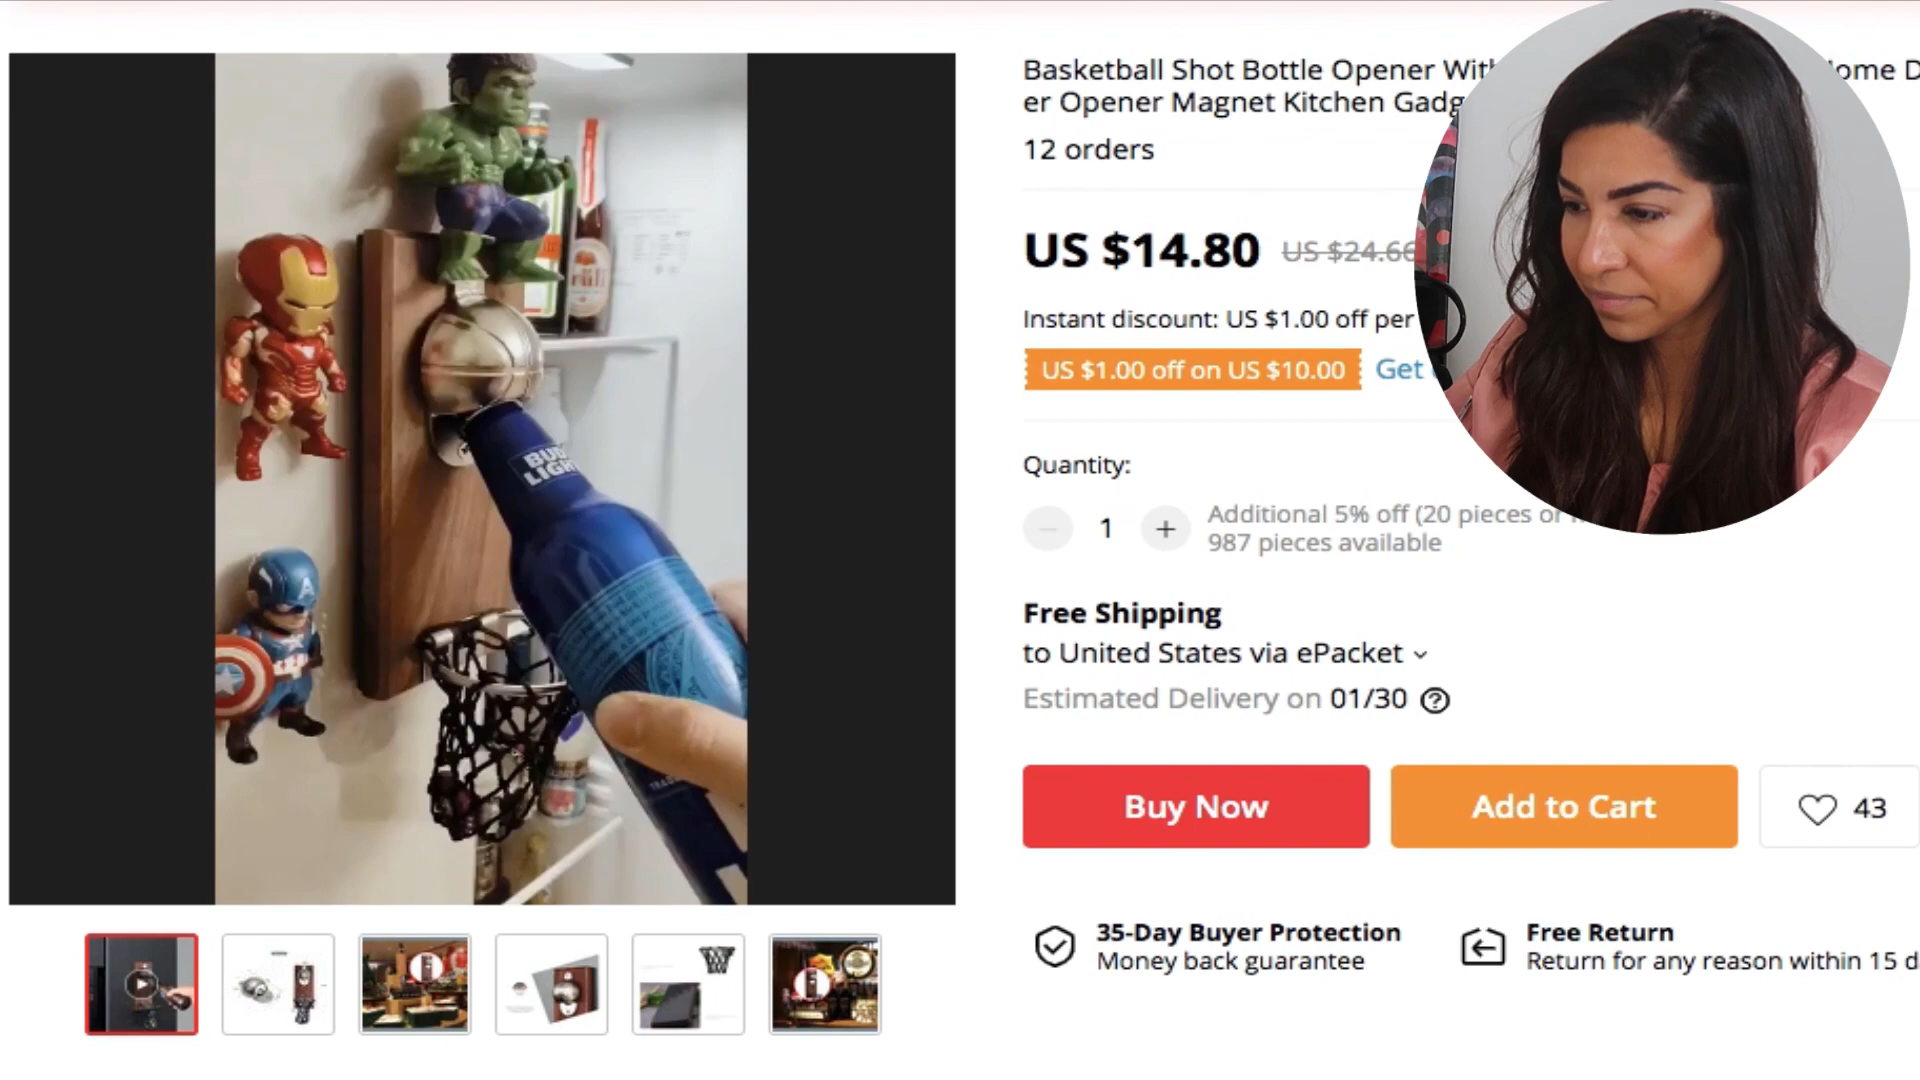 Basketball Shot Bottle Opener With
ome D
er Opener Magnet Kitchen Gadg
12 orders
US $14.80 US $24.66
Instant discount: US $1.00 off per
US $1.00 off on US $10.00 Get
Quantity:
1
Additional 5% off (20 pieces or
987 pieces available
Free Shipping
to United States via ePacket
Estimated Delivery on 01/30
Buy Now
Add to Cart
43
35-Day Buyer Protection
Money back guarantee
Free Return
Return for any reason within 15 d
BUD
LIGHT
A